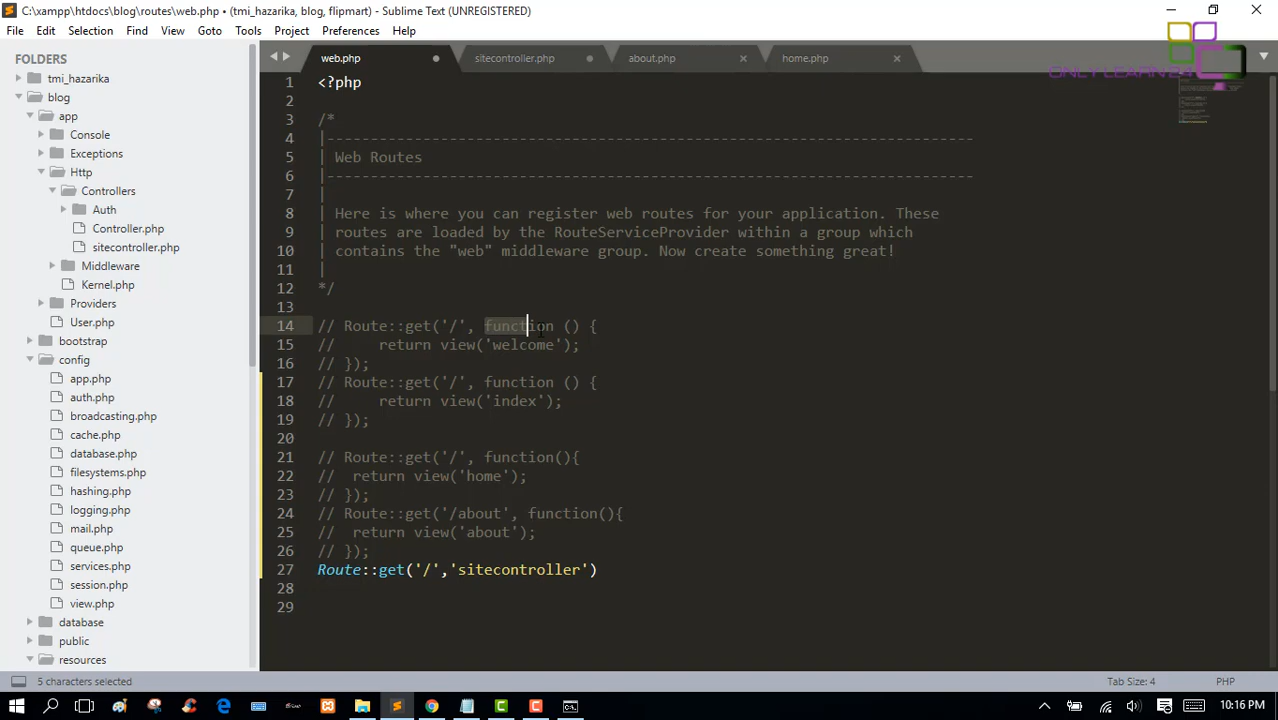 C:\xampp\htdocs\blog\routes\web.php • (tmi_hazarika, blog, flipmart) - Sublime Text (UNREGISTERED)
File Edit Selection Find View Goto Tools Project Preferences Help
FOLDERS
tmi_hazarika
blog
app
Console
Exceptions
Http
Controllers
Auth
Controller.php
sitecontroller.php
Middleware
Kernel.php
Providers
User.php
bootstrap
config
app.php
auth.php
broadcasting.php
cache.php
database.php
filesystems.php
hashing.php
logging.php
mail.php
queue.php
services.php
session.php
view.php
database
public
resources
web.php sitecontroller.php about.php home.php
ONLY LEARN 24
1 <?php
2
3 /*
4 |--------------------------------------------------------------------------
5 | Web Routes
6 |--------------------------------------------------------------------------
7 |
8 | Here is where you can register web routes for your application. These
9 | routes are loaded by the RouteServiceProvider within a group which
10 | contains the "web" middleware group. Now create something great!
11 |
12 */
13
14 // Route::get('/', function () {
15 //     return view('welcome');
16 // });
17 // Route::get('/', function () {
18 //     return view('index');
19 // });
20
21 // Route::get('/', function(){
22 //  return view('home');
23 // });
24 // Route::get('/about', function(){
25 //  return view('about');
26 // });
27 Route::get('/','sitecontroller')
28
29
5 characters selected Tab Size: 4 PHP
10:16 PM